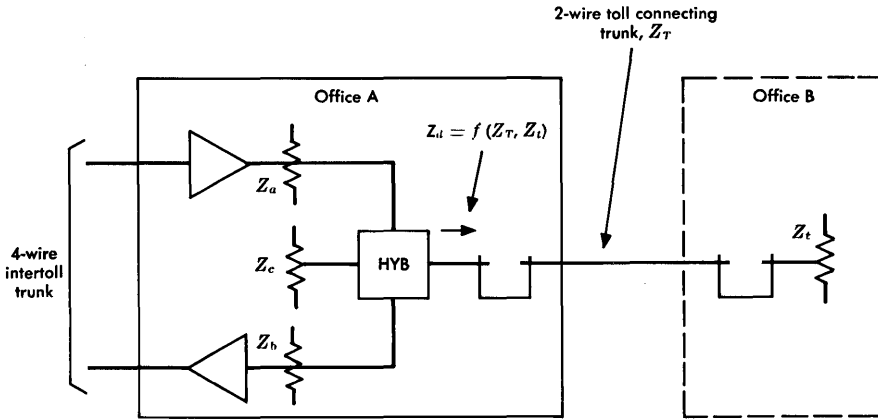 2-wire toll connecting
trunk, Z_T
Office A
Office B
Z_d = f (Z_T, Z_t)
Z_a
Z_t
4-wire
intertoll
trunk
Z_c
HYB
Z_b